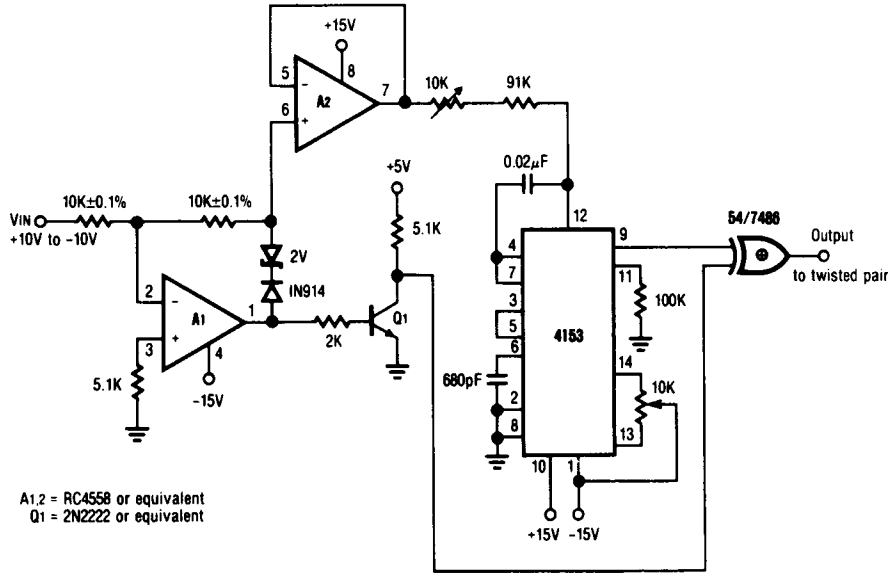 +15V
5
8
−
A2
7
10K
91K
6
+
0.02µF
+5V
10K±0.1%
10K±0.1%
VIN
+10V to −10V
5.1K
12
54/7486
2V
4
9
Output
7
11
to twisted pair
IN914
2
−
A1
1
3
100K
Q1
2K
5
4153
3
+
4
6
14
680pF
10K
5.1K
−15V
2
8
13
10
1
A1,2 = RC4558 or equivalent
Q1 = 2N2222 or equivalent
+15V
−15V